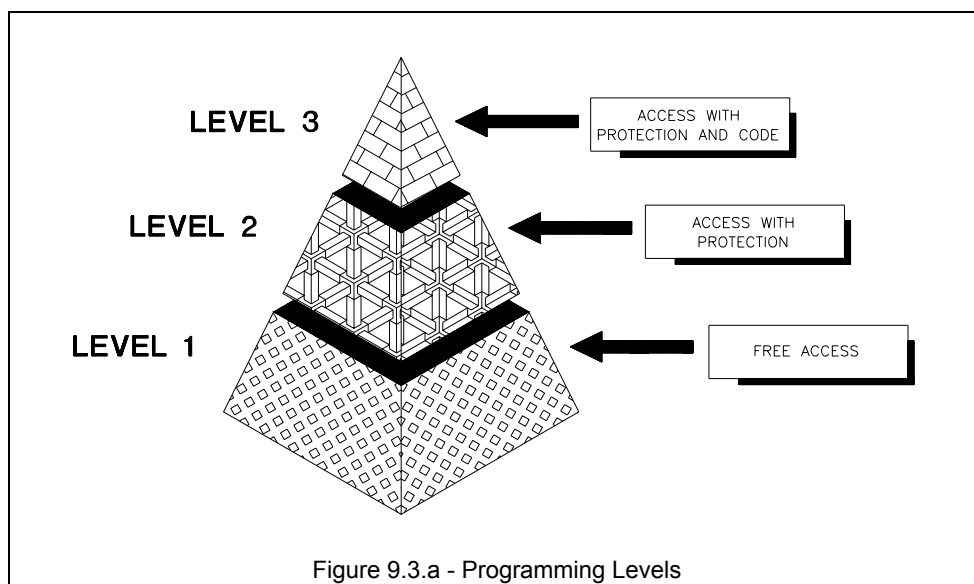 LEVEL 3
ACCESS WITH
PROTECTION AND CODE
LEVEL 2
ACCESS WITH
PROTECTION
LEVEL 1
FREE ACCESS
Figure 9.3.a - Programming Levels